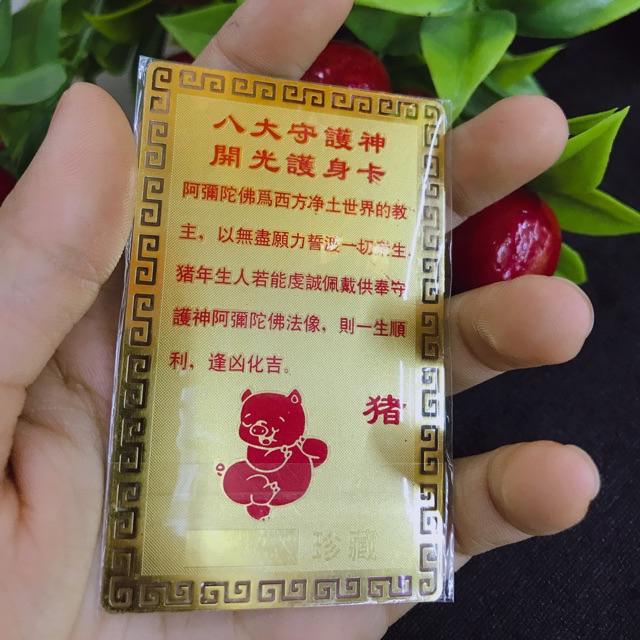 八大守護神
開光護身卡
阿彌陀佛爲西方净土世界的教
主，以無盡願力誓渡一切衆生.
猪年生人若能虔誠佩戴供奉守
護神阿彌陀佛法像，則一生順
利，逢凶化吉。
猪
珍藏